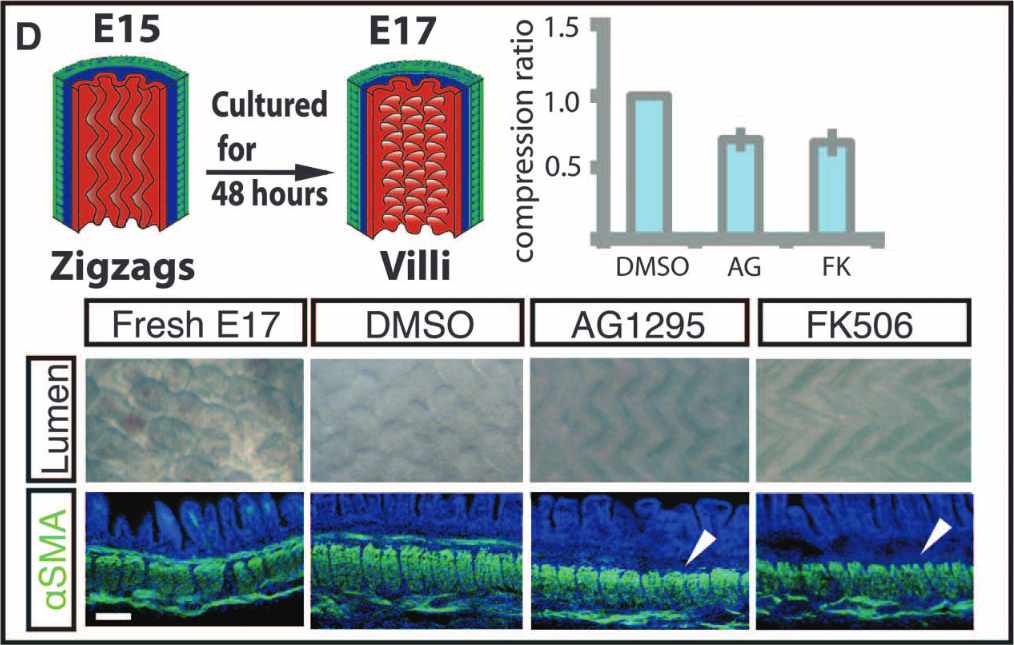 D
E15
E17
Cultured
for
48 hours
Zigzags
Villi
compression ratio
1.5
1.0
0.5
DMSO
AG
FK
Fresh E17
DMSO
AG1295
FK506
Lumen
αSMA